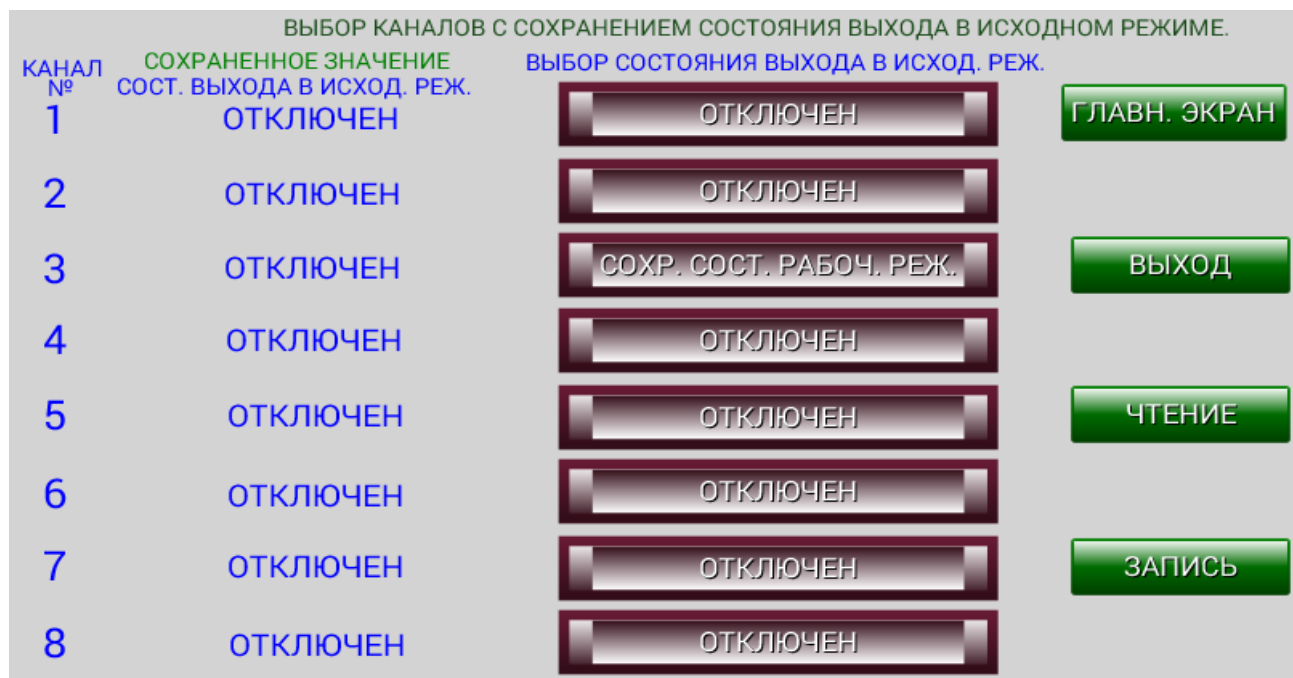 ВЫБОР КАНАЛОВ С СОХРАНЕНИЕМ СОСТОЯНИЯ ВЫХОДА В ИСХОДНОМ РЕЖИМЕ.
КАНАЛ №
СОХРАНЕННОЕ ЗНАЧЕНИЕ
СОСТ. ВЫХОДА В ИСХОД. РЕЖ.
ВЫБОР СОСТОЯНИЯ ВЫХОДА В ИСХОД. РЕЖ.
1 ОТКЛЮЧЕН ОТКЛЮЧЕН ГЛАВН. ЭКРАН
2 ОТКЛЮЧЕН ОТКЛЮЧЕН
3 ОТКЛЮЧЕН СОХР. СОСТ. РАБОЧ. РЕЖ. ВЫХОД
4 ОТКЛЮЧЕН ОТКЛЮЧЕН
5 ОТКЛЮЧЕН ОТКЛЮЧЕН ЧТЕНИЕ
6 ОТКЛЮЧЕН ОТКЛЮЧЕН
7 ОТКЛЮЧЕН ОТКЛЮЧЕН ЗАПИСЬ
8 ОТКЛЮЧЕН ОТКЛЮЧЕН